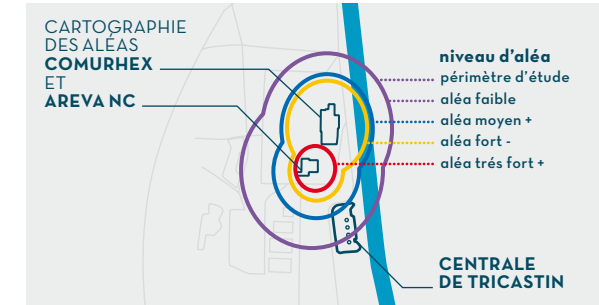 CARTOGRAPHIE
DES ALÉAS
COMURHEX
ET
AREVA NC
niveau d'aléa
périmètre d'étude
aléa faible
aléa moyen +
aléa fort -
aléa trés fort +
CENTRALE
DE TRICASTIN